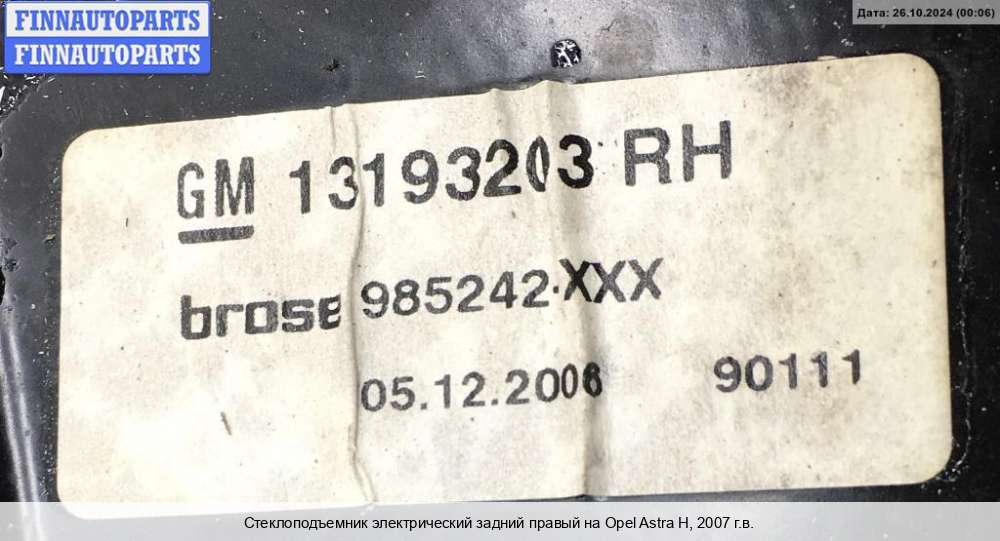 FINNAUTOPARTS
FINNAUTOPARTS
Дата: 26.10.2024 (00:06)
GM 13193203 RH
brose 985242-XXX
05.12.2006 90111
Стеклоподъемник электрический задний правый на Opel Astra H, 2007 г.в.